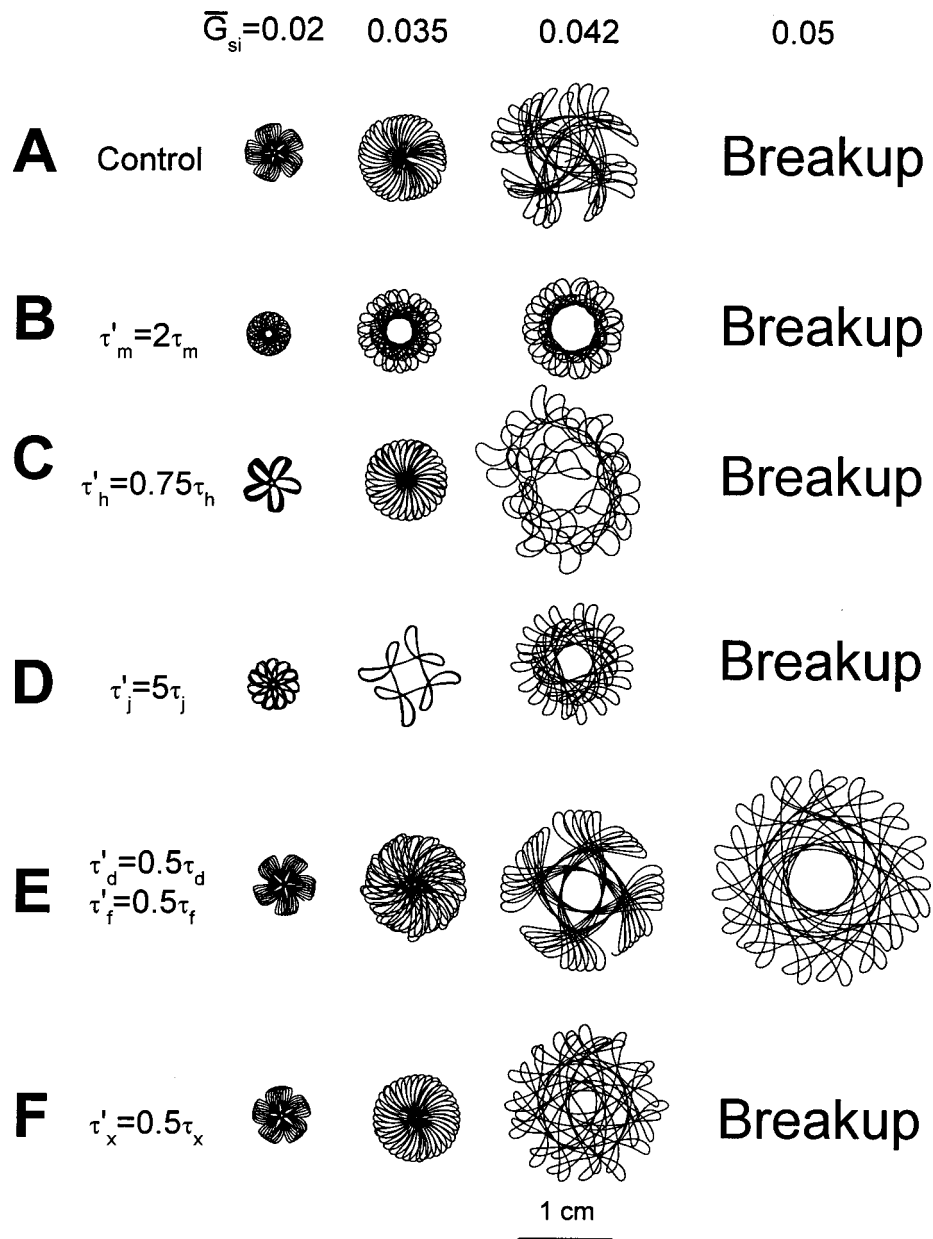 G̅si=0.02 0.035 0.042 0.05
A Control Breakup
B τ'm=2τm Breakup
C τ'h=0.75τh Breakup
D τ'j=5τj Breakup
E τ'd=0.5τd
τ'f=0.5τf
F τ'x=0.5τx Breakup
1 cm